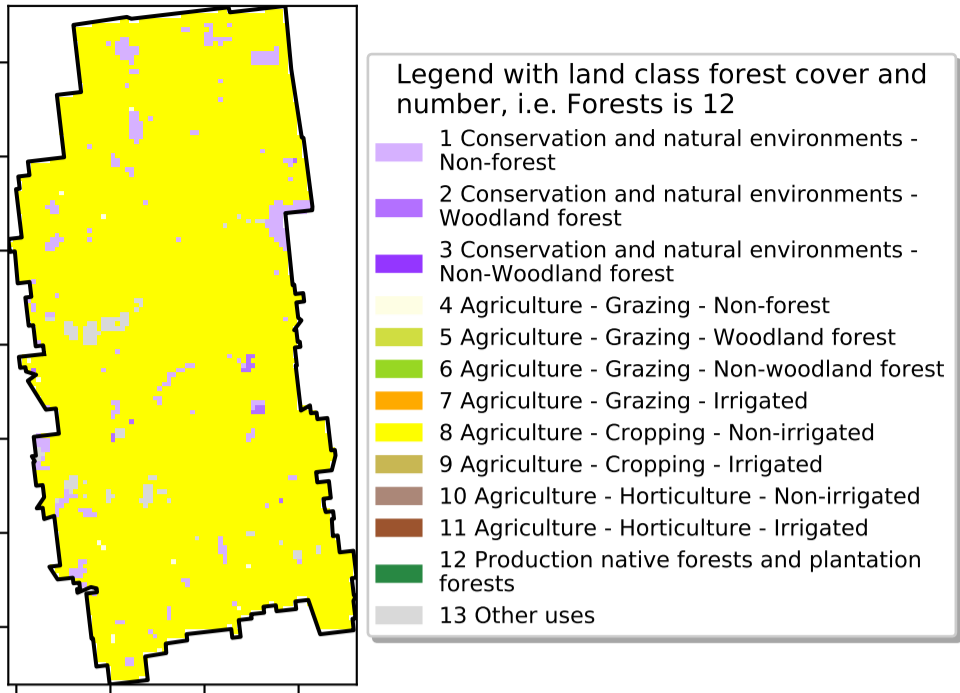 Legend with land class forest cover and
number, i.e. Forests is 12
1 Conservation and natural environments -
Non-forest
2 Conservation and natural environments -
Woodland forest
3 Conservation and natural environments -
Non-Woodland forest
4 Agriculture - Grazing - Non-forest
5 Agriculture - Grazing - Woodland forest
6 Agriculture - Grazing - Non-woodland forest
7 Agriculture - Grazing - Irrigated
8 Agriculture - Cropping - Non-irrigated
9 Agriculture - Cropping - Irrigated
10 Agriculture - Horticulture - Non-irrigated
11 Agriculture - Horticulture - Irrigated
12 Production native forests and plantation
forests
13 Other uses